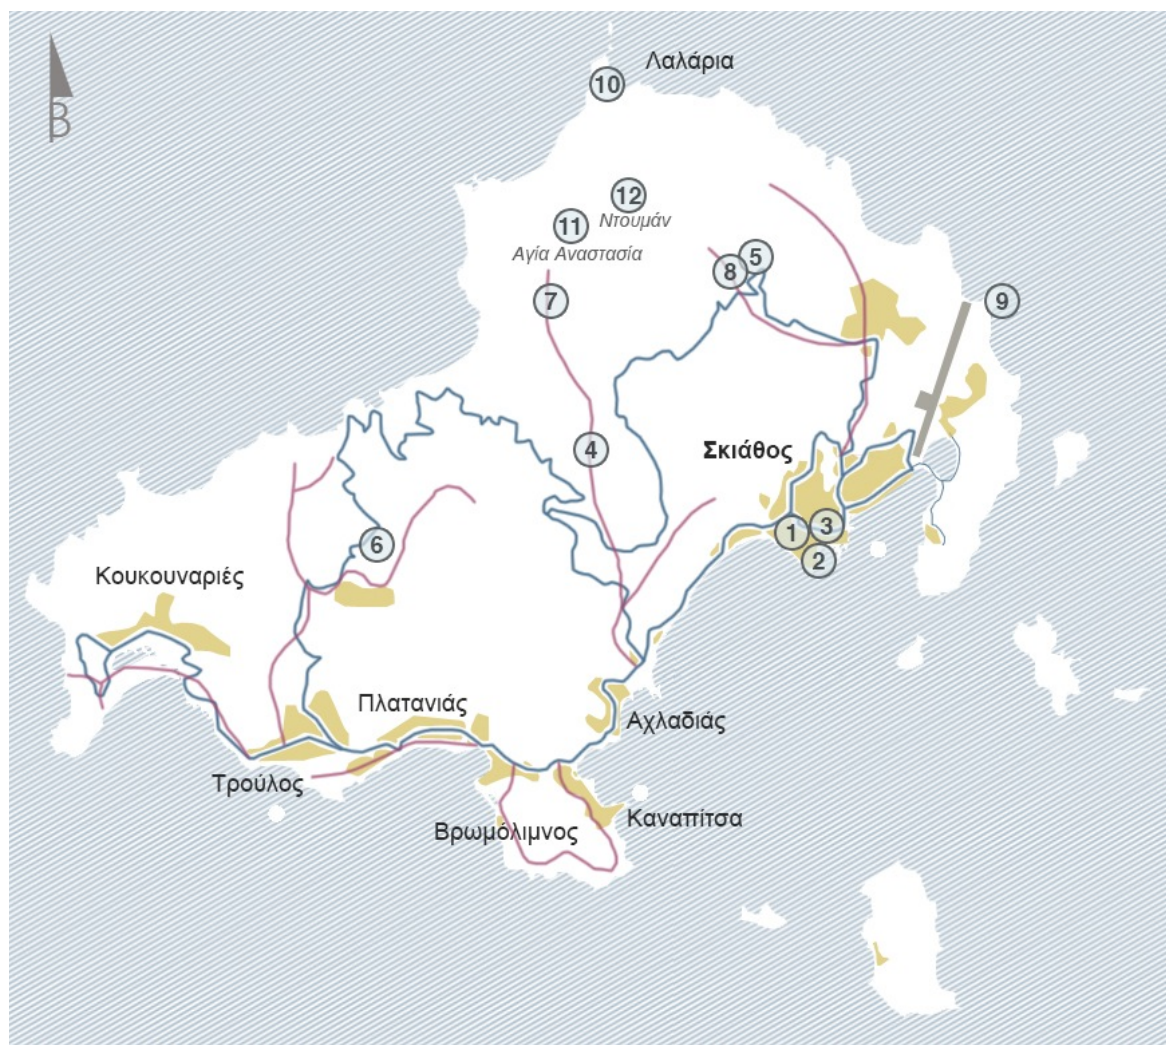 Λαλάρια
10
Β
12
Ντουμάν
11
Αγία Αναστασία
5
8
7
9
Σκιάθος
4
1
3
2
6
Κουκουναριές
Πλατανιάς
Αχλαδιάς
Τρούλος
Καναπίτσα
Βρωμόλιμνος